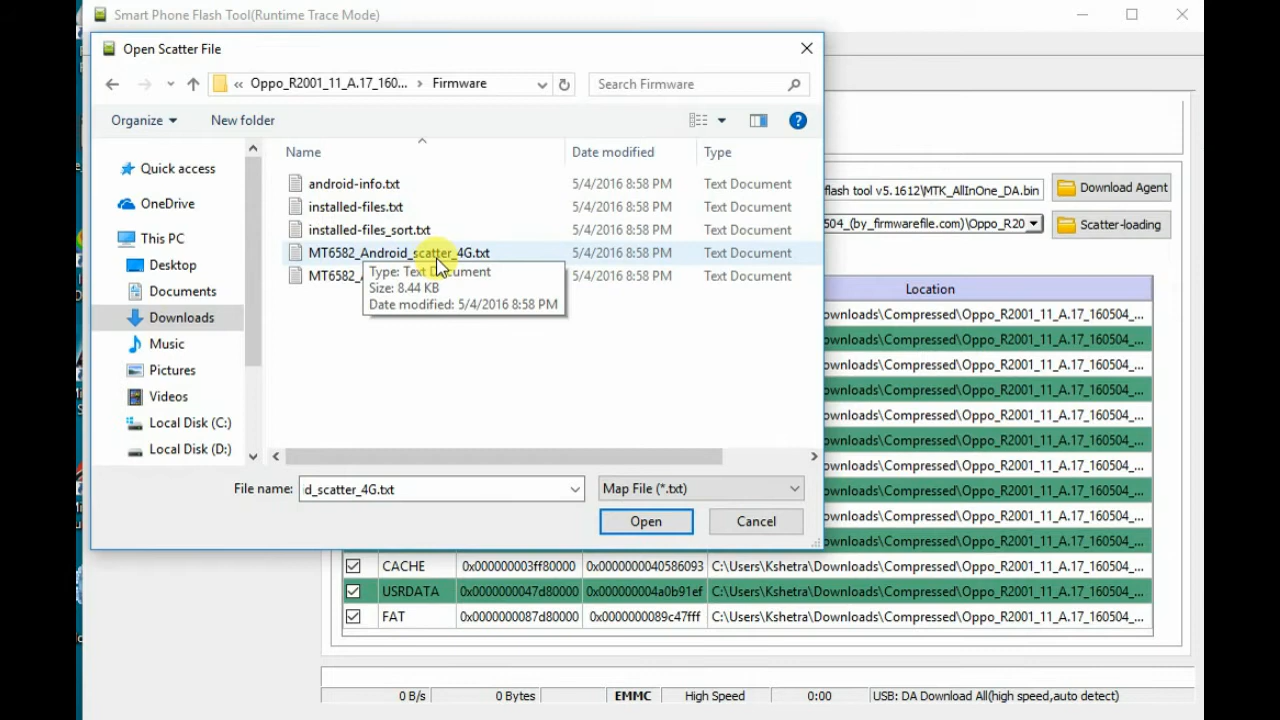 Smart Phone Flash Tool(Runtime Trace Mode)
Open Scatter File
« Oppo_R2001_11_A.17_160... › Firmware
Search Firmware
Organize
New folder
Name Date modified Type
android-info.txt 5/4/2016 8:58 PM Text Document
installed-files.txt 5/4/2016 8:58 PM Text Document
installed-files_sort.txt 5/4/2016 8:58 PM Text Document
MT6582_Android_scatter_4G.txt 5/4/2016 8:58 PM Text Document
MT6582_ 5/4/2016 8:58 PM Text Document
Type: Text Document
Size: 8.44 KB
Date modified: 5/4/2016 8:58 PM
Quick access
OneDrive
This PC
Desktop
Documents
Downloads
Music
Pictures
Videos
Local Disk (C:)
Local Disk (D:)
File name: d_scatter_4G.txt
Map File (*.txt)
Open
Cancel
flash tool v5.1612\MTK_AllInOne_DA.bin
Download Agent
504_(by_firmwarefile.com)\Oppo_R20
Scatter-loading
Location
ownloads\Compressed\Oppo_R2001_11_A.17_160504_...
ownloads\Compressed\Oppo_R2001_11_A.17_160504_...
ownloads\Compressed\Oppo_R2001_11_A.17_160504_...
ownloads\Compressed\Oppo_R2001_11_A.17_160504_...
ownloads\Compressed\Oppo_R2001_11_A.17_160504_...
ownloads\Compressed\Oppo_R2001_11_A.17_160504_...
ownloads\Compressed\Oppo_R2001_11_A.17_160504_...
ownloads\Compressed\Oppo_R2001_11_A.17_160504_...
ownloads\Compressed\Oppo_R2001_11_A.17_160504_...
ownloads\Compressed\Oppo_R2001_11_A.17_160504_...
CACHE 0x000000003ff80000 0x0000000040586093 C:\Users\Kshetra\Downloads\Compressed\Oppo_R2001_11_A.17_160504_...
USRDATA 0x0000000047d80000 0x000000004a0b91ef C:\Users\Kshetra\Downloads\Compressed\Oppo_R2001_11_A.17_160504_...
FAT 0x0000000087d80000 0x0000000089c47fff C:\Users\Kshetra\Downloads\Compressed\Oppo_R2001_11_A.17_160504_...
0 B/s 0 Bytes EMMC High Speed 0:00 USB: DA Download All(high speed,auto detect)